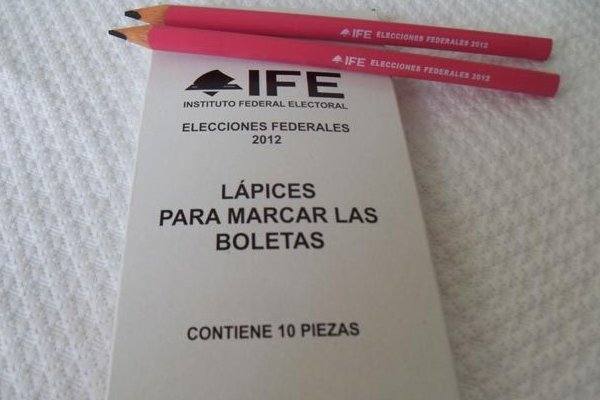 IFE ELECCIONES FEDERALES 2012
IFE ELECCIONES FEDERALES 2012
IFE
INSTITUTO FEDERAL ELECTORAL
ELECCIONES FEDERALES
2012
LÁPICES
PARA MARCAR LAS
BOLETAS
CONTIENE 10 PIEZAS